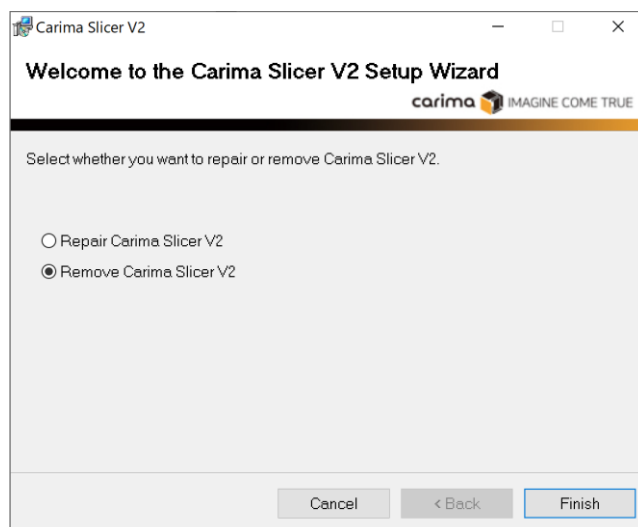 Carima Slicer V2
Welcome to the Carima Slicer V2 Setup Wizard
carima IMAGINE COME TRUE
Select whether you want to repair or remove Carima Slicer V2.
Repair Carima Slicer V2
Remove Carima Slicer V2
Cancel < Back Finish